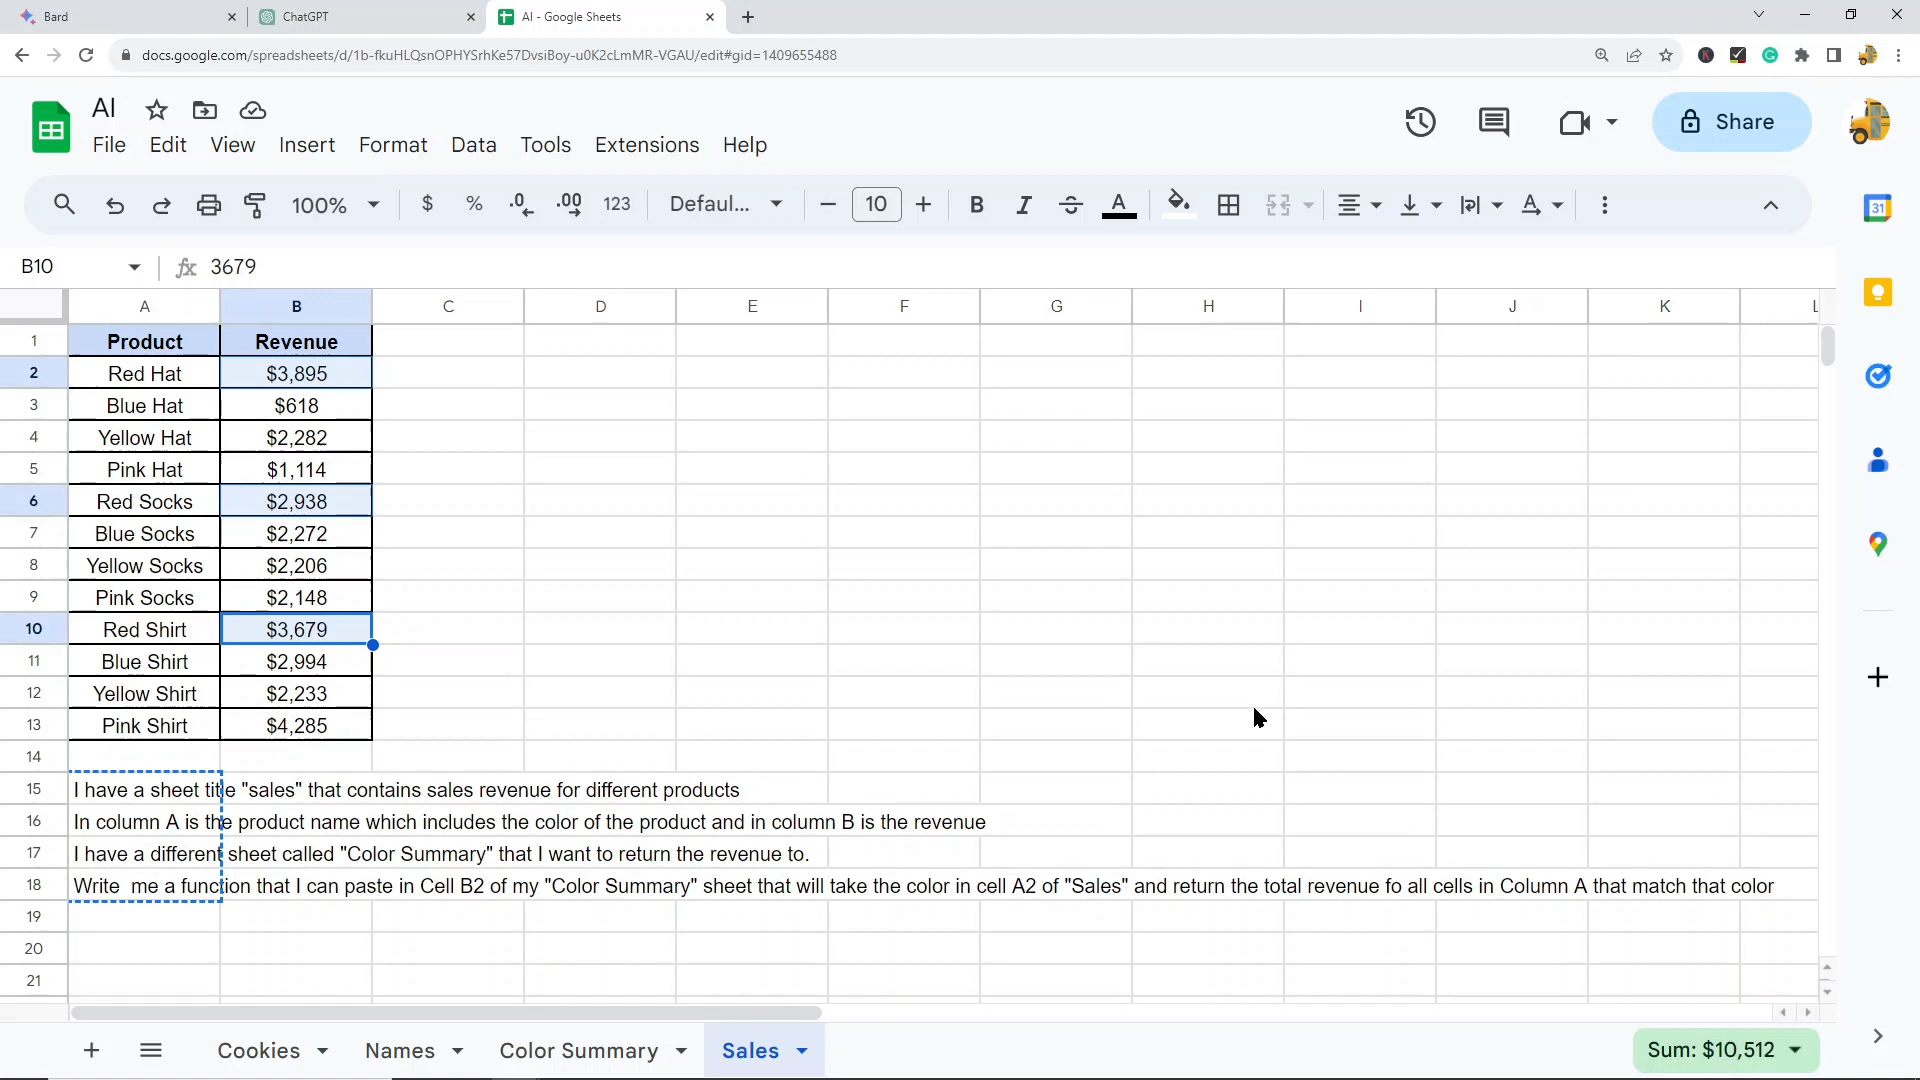 Bard
ChatGPT
AI - Google Sheets
docs.google.com/spreadsheets/d/1b-fkuHLQsnOPHYSrhKe57DvsiBoy-u0K2cLmMR-VGAU/edit#gid=1409655488
AI
File Edit View Insert Format Data Tools Extensions Help
Share
100% $ % .0 .00 123 Defaul... 10 B I S A
31
B10 fx 3679
A B C D E F G H I J K L
1 Product Revenue
2 Red Hat $3,895
3 Blue Hat $618
4 Yellow Hat $2,282
5 Pink Hat $1,114
6 Red Socks $2,938
7 Blue Socks $2,272
8 Yellow Socks $2,206
9 Pink Socks $2,148
10 Red Shirt $3,679
11 Blue Shirt $2,994
12 Yellow Shirt $2,233
13 Pink Shirt $4,285
14
15 I have a sheet title "sales" that contains sales revenue for different products
16 In column A is the product name which includes the color of the product and in column B is the revenue
17 I have a different sheet called "Color Summary" that I want to return the revenue to.
18 Write me a function that I can paste in Cell B2 of my "Color Summary" sheet that will take the color in cell A2 of "Sales" and return the total revenue fo all cells in Column A that match that color
19
20
21
Cookies Names Color Summary Sales Sum: $10,512